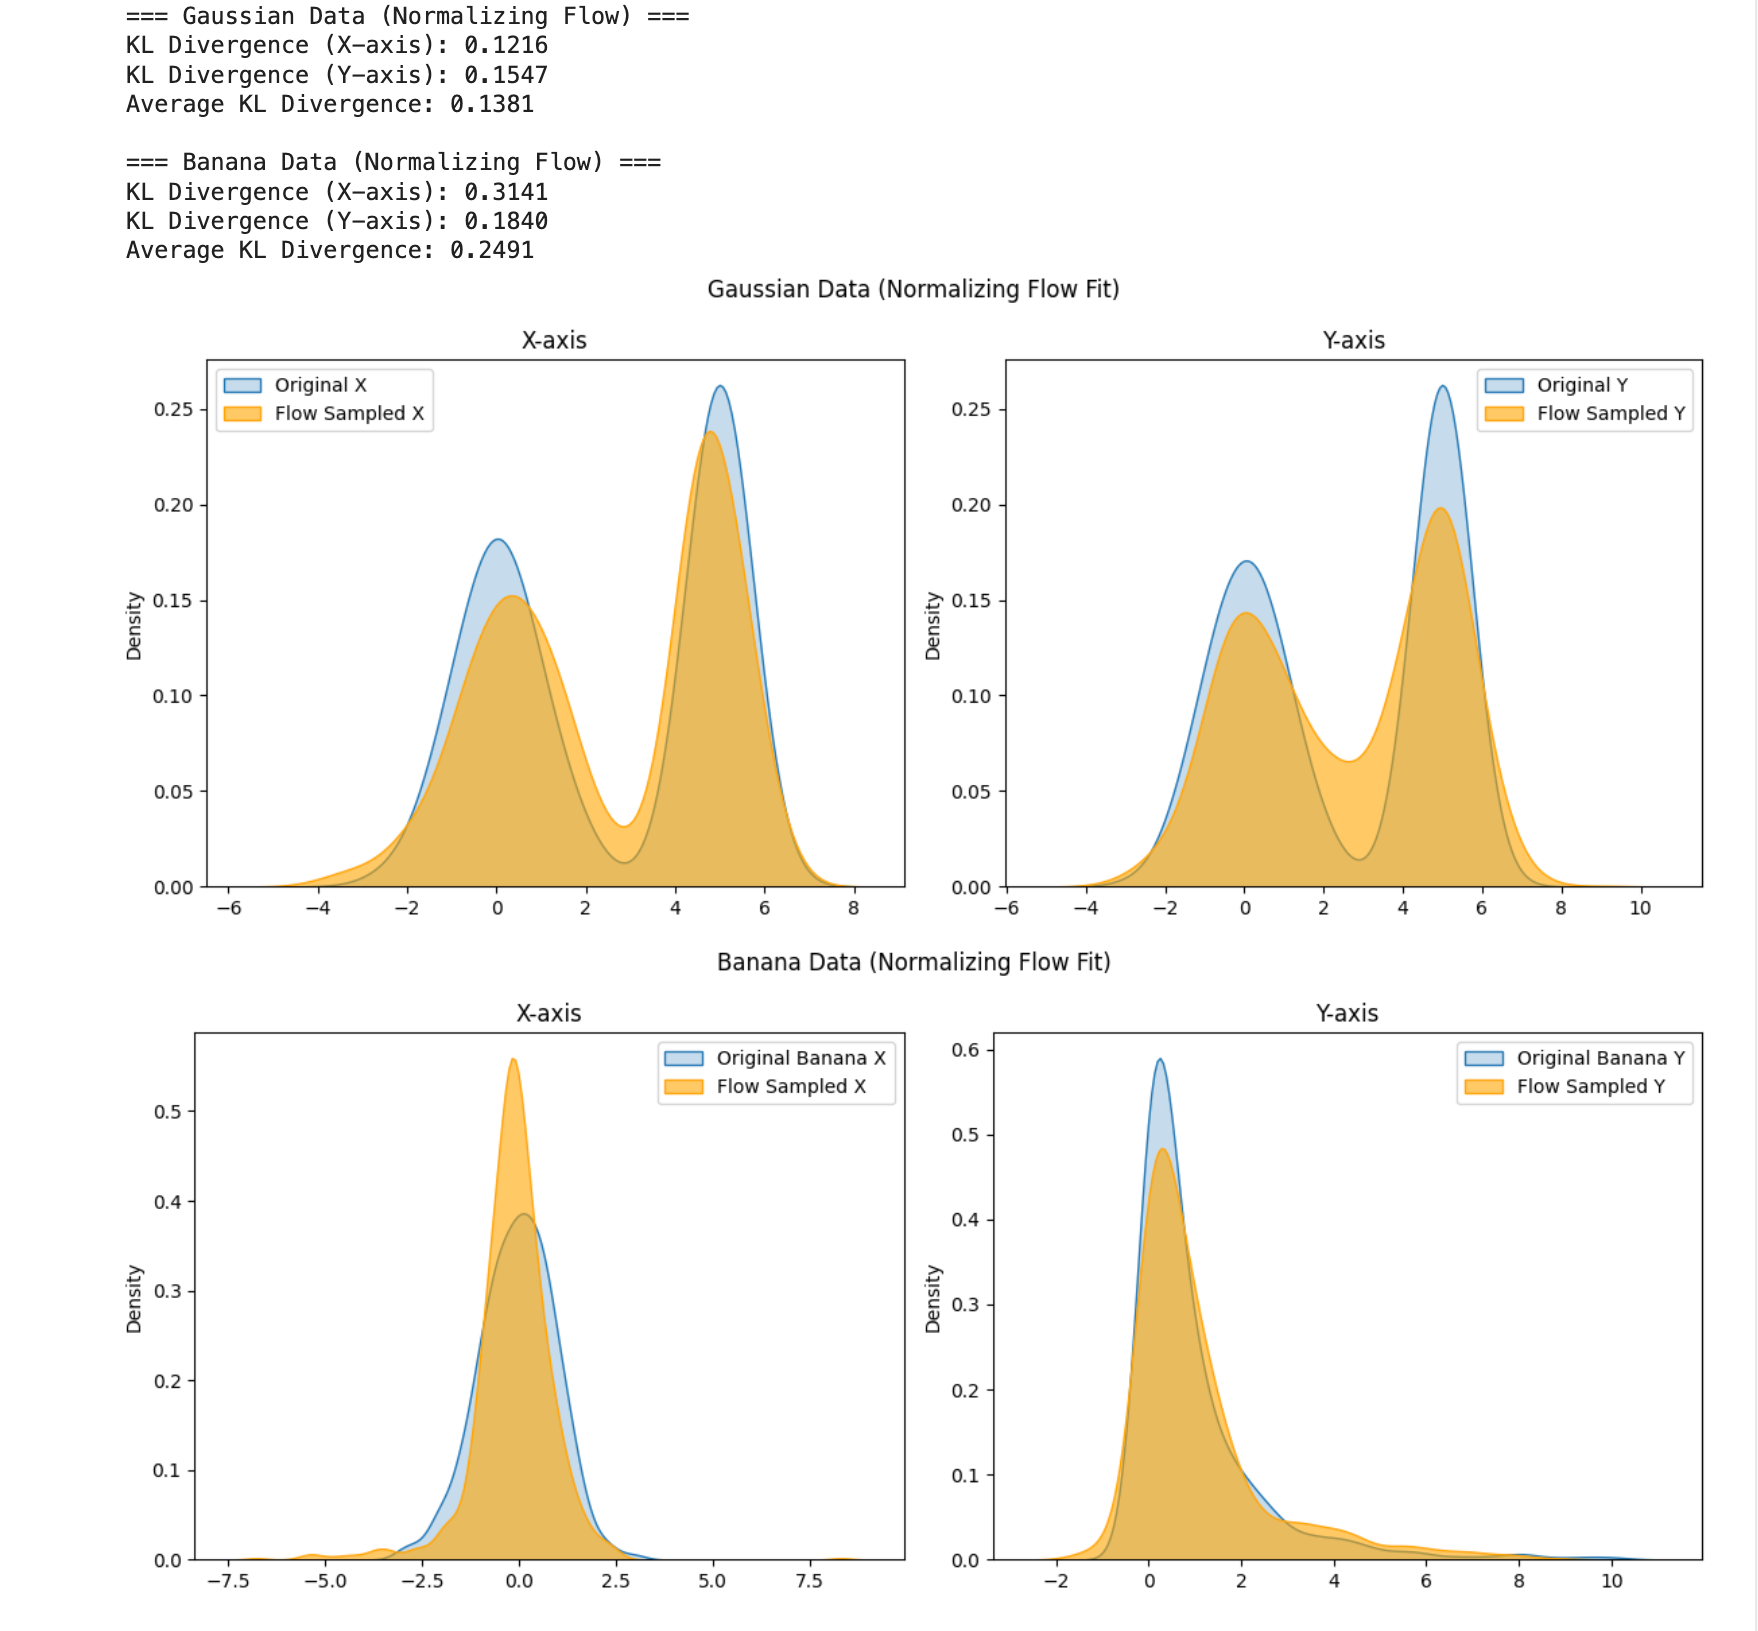 === Gaussian Data (Normalizing Flow) ===
KL Divergence (X-axis): 0.1216
KL Divergence (Y-axis): 0.1547
Average KL Divergence: 0.1381
=== Banana Data (Normalizing Flow) ===
KL Divergence (X-axis): 0.3141
KL Divergence (Y-axis): 0.1840
Average KL Divergence: 0.2491
Gaussian Data (Normalizing Flow Fit)
X-axis
Original X
Flow Sampled X
Density
0.25
0.20
0.15
0.10
0.05
0.00
−6 −4 −2 0 2 4 6 8
Y-axis
Original Y
Flow Sampled Y
Density
0.25
0.20
0.15
0.10
0.05
0.00
−6 −4 −2 0 2 4 6 8 10
Banana Data (Normalizing Flow Fit)
X-axis
Original Banana X
Flow Sampled X
Density
0.5
0.4
0.3
0.2
0.1
0.0
−7.5 −5.0 −2.5 0.0 2.5 5.0 7.5
Y-axis
Original Banana Y
Flow Sampled Y
Density
0.6
0.5
0.4
0.3
0.2
0.1
0.0
−2 0 2 4 6 8 10